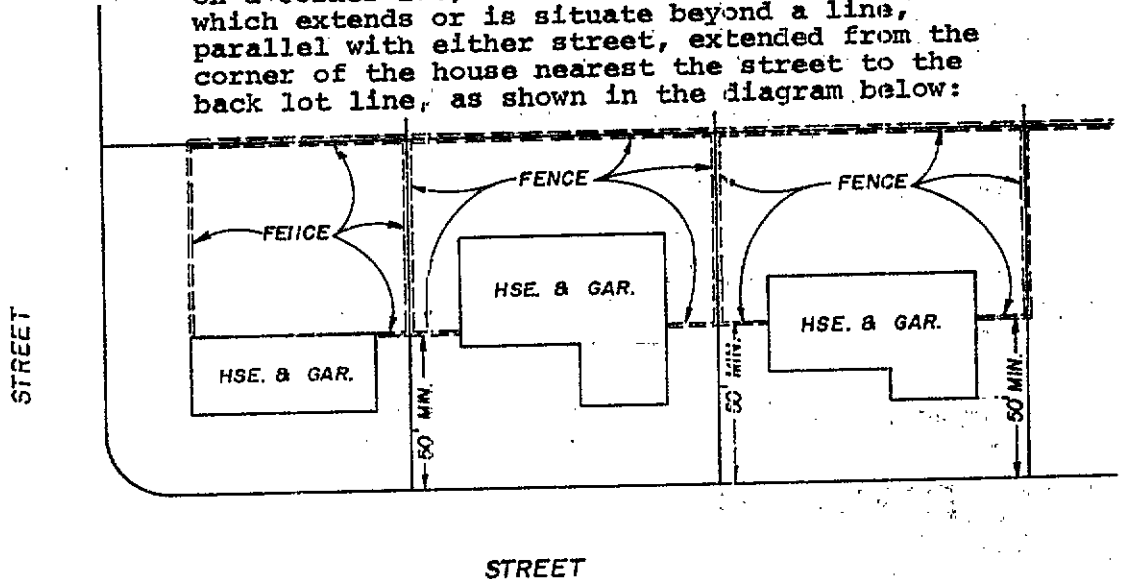 which extends or is situate beyond a line,
parallel with either street, extended from the
corner of the house nearest the street to the
back lot line, as shown in the diagram below:
FENCE
FENCE
FENCE
HSE. & GAR.
HSE. & GAR.
HSE. & GAR.
50' MIN.
50' MIN.
50' MIN.
STREET
STREET